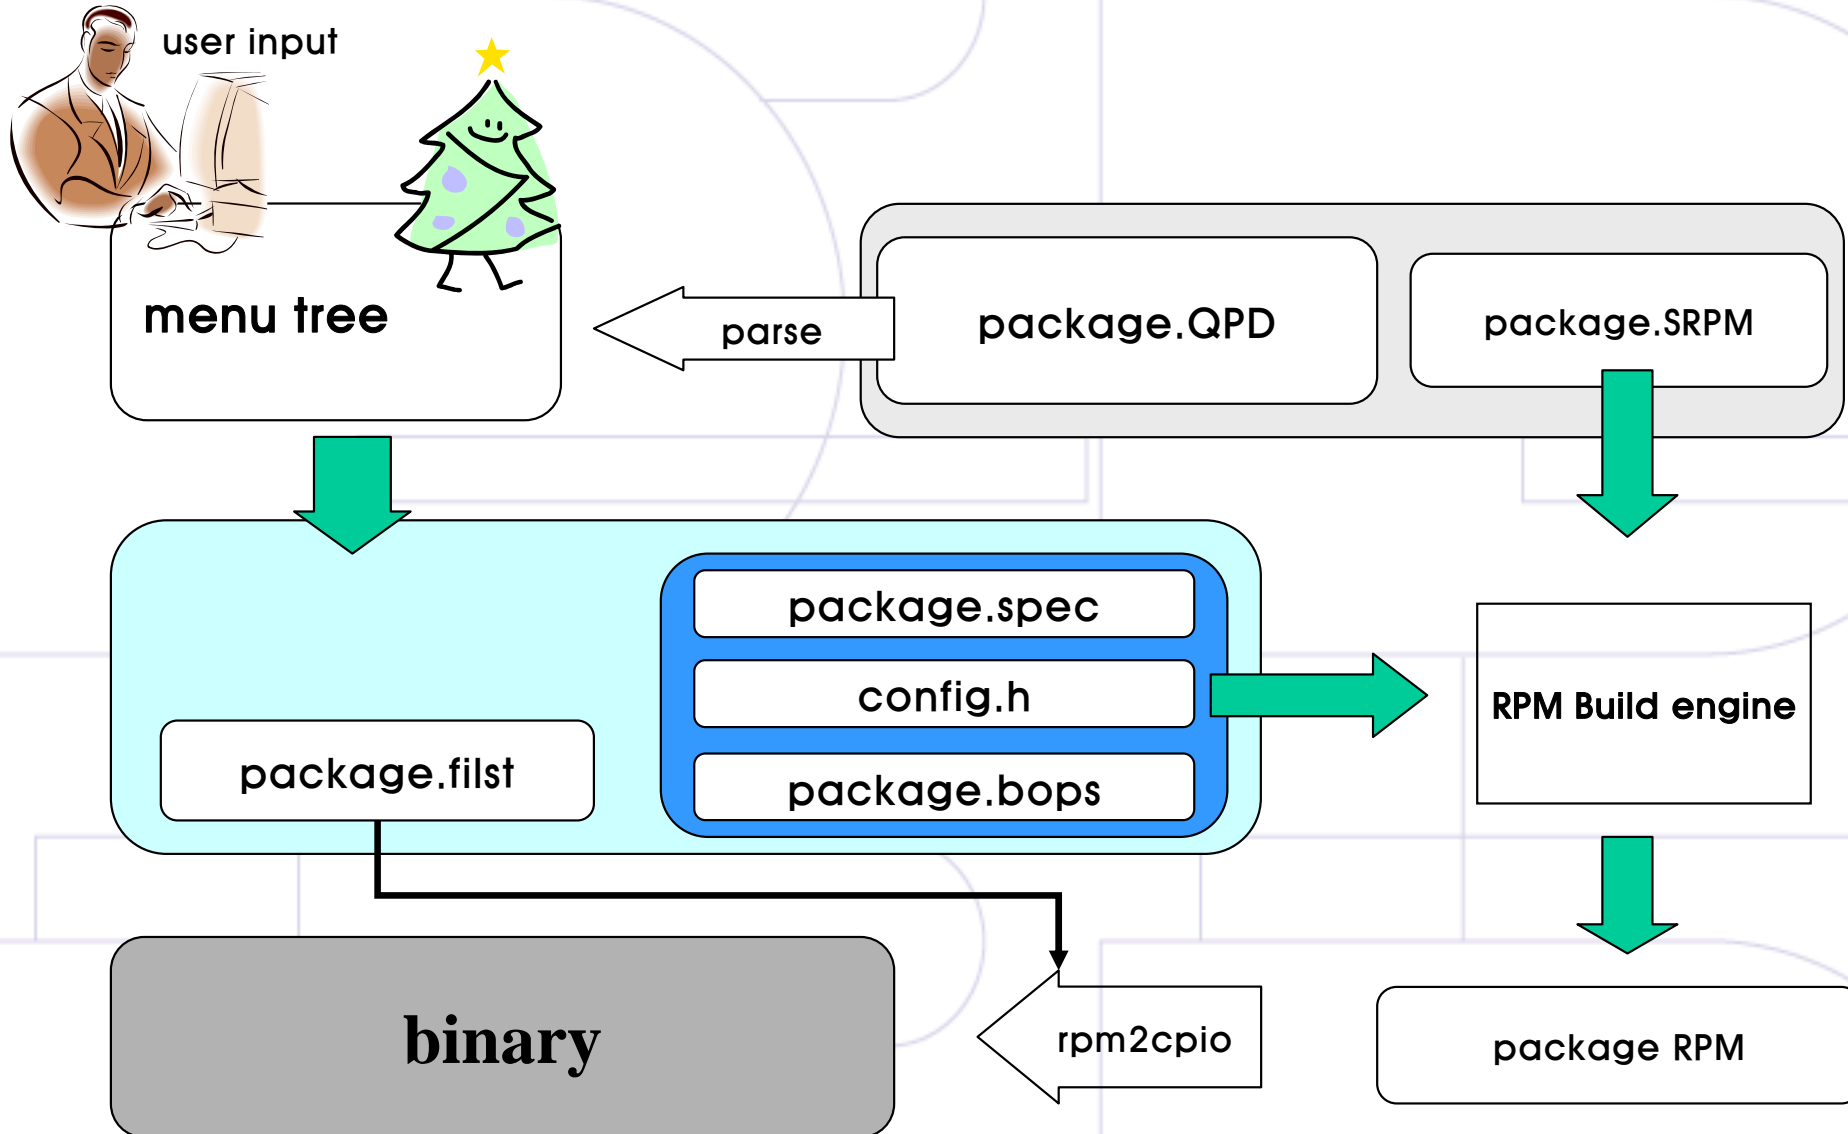 user input
menu tree
parse
package.QPD
package.SRPM
package.spec
config.h
RPM Build engine
package.filst
package.bops
binary
rpm2cpio
package RPM